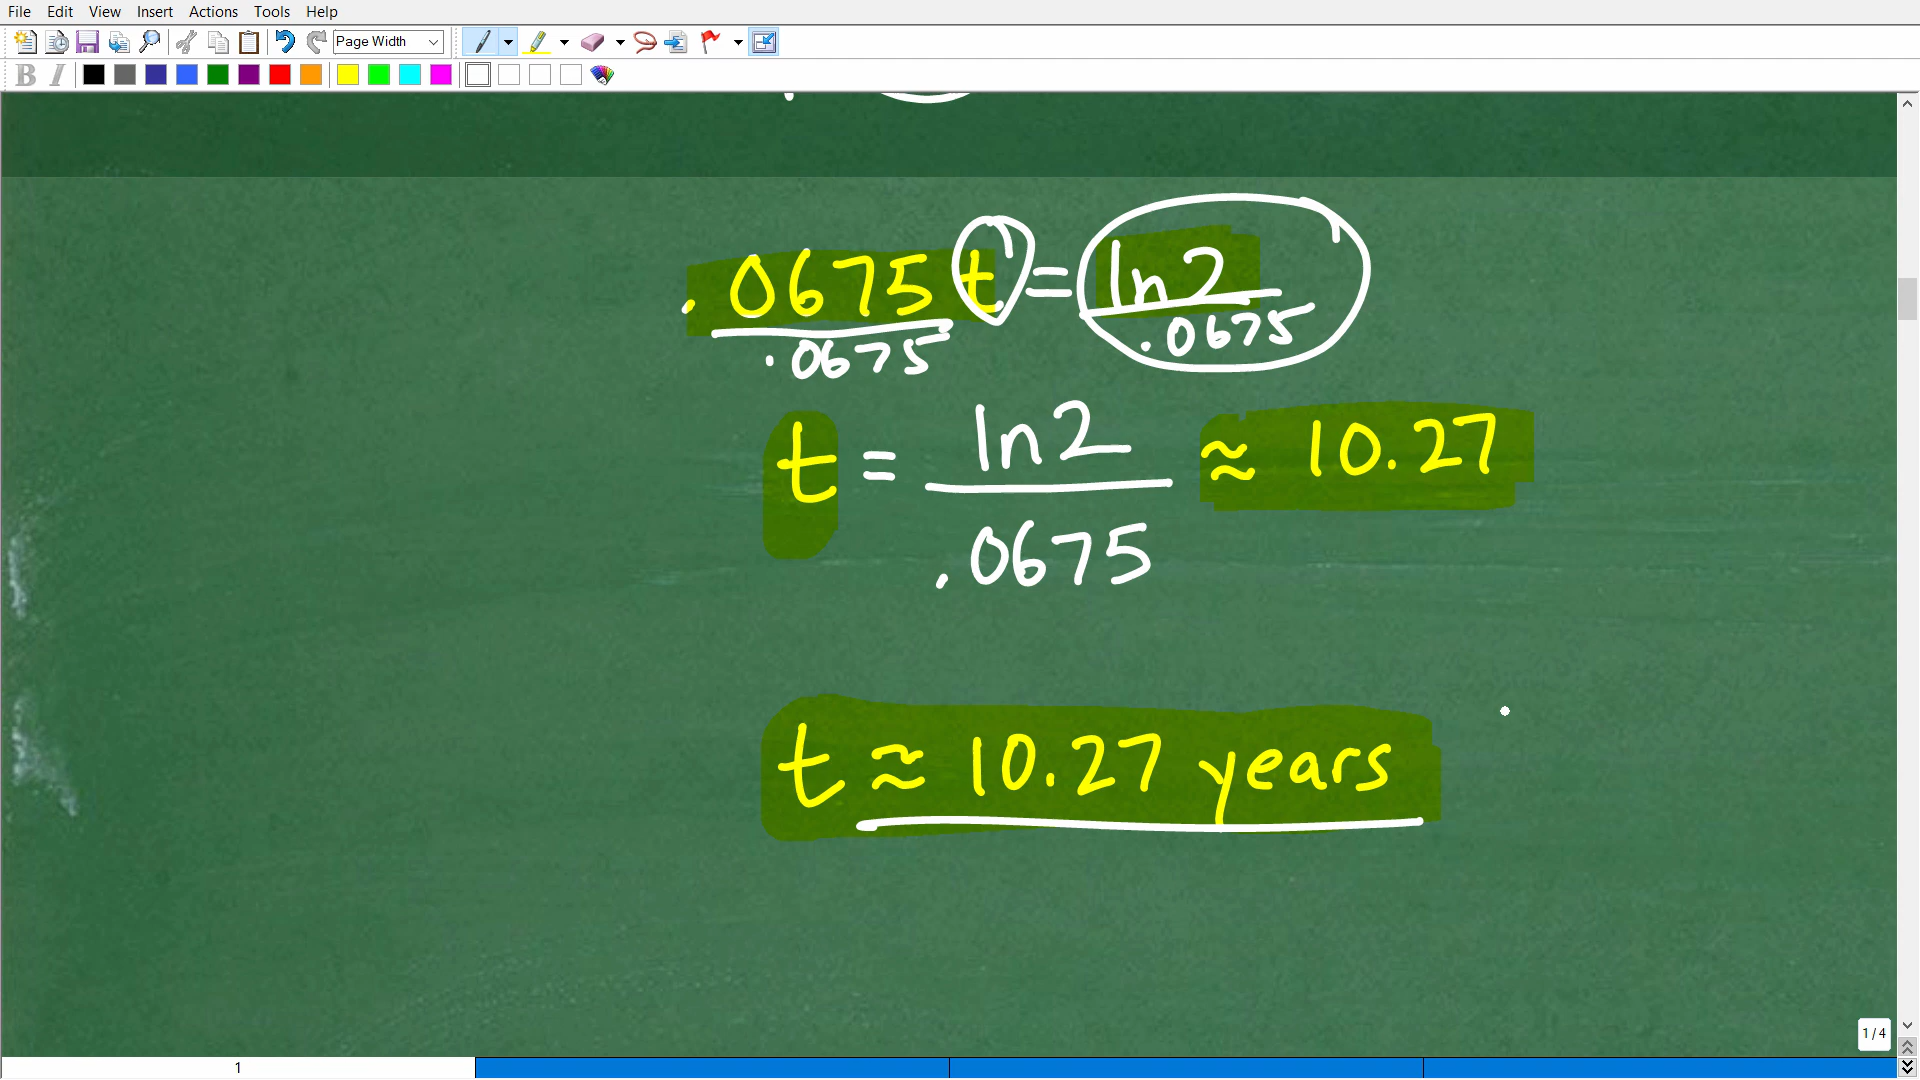 File Edit View Insert Actions Tools Help
Page Width
B I
.0675t = ln2
.0675 .0675
t = ln2 ≈ 10.27
.0675
t ≈ 10.27 years
1 / 4
1